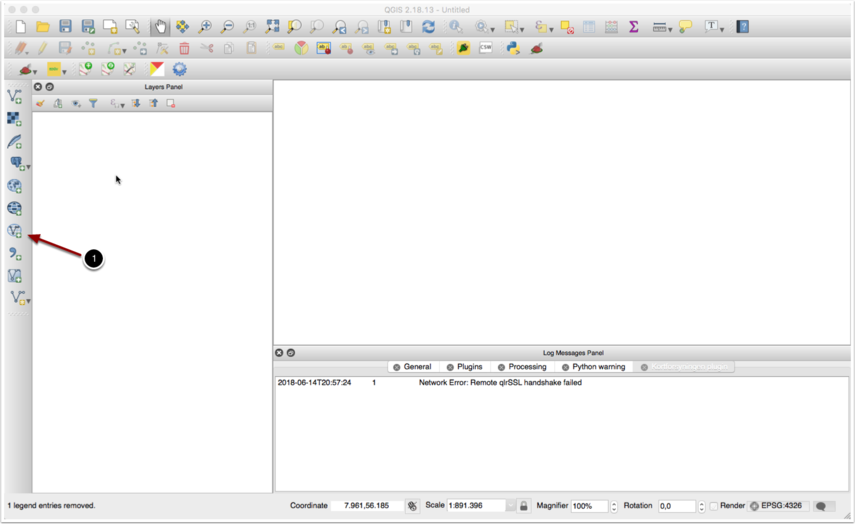 QGIS 2.18.13 - Untitled
CSW
Layers Panel
1
Log Messages Panel
General Plugins Processing Python warning
2018-06-14T20:57:24 1 Network Error: Remote qlrSSL handshake failed
1 legend entries removed. Coordinate 7.961,56.185 Scale 1:891.396 Magnifier 100% Rotation 0,0 Render EPSG:4326